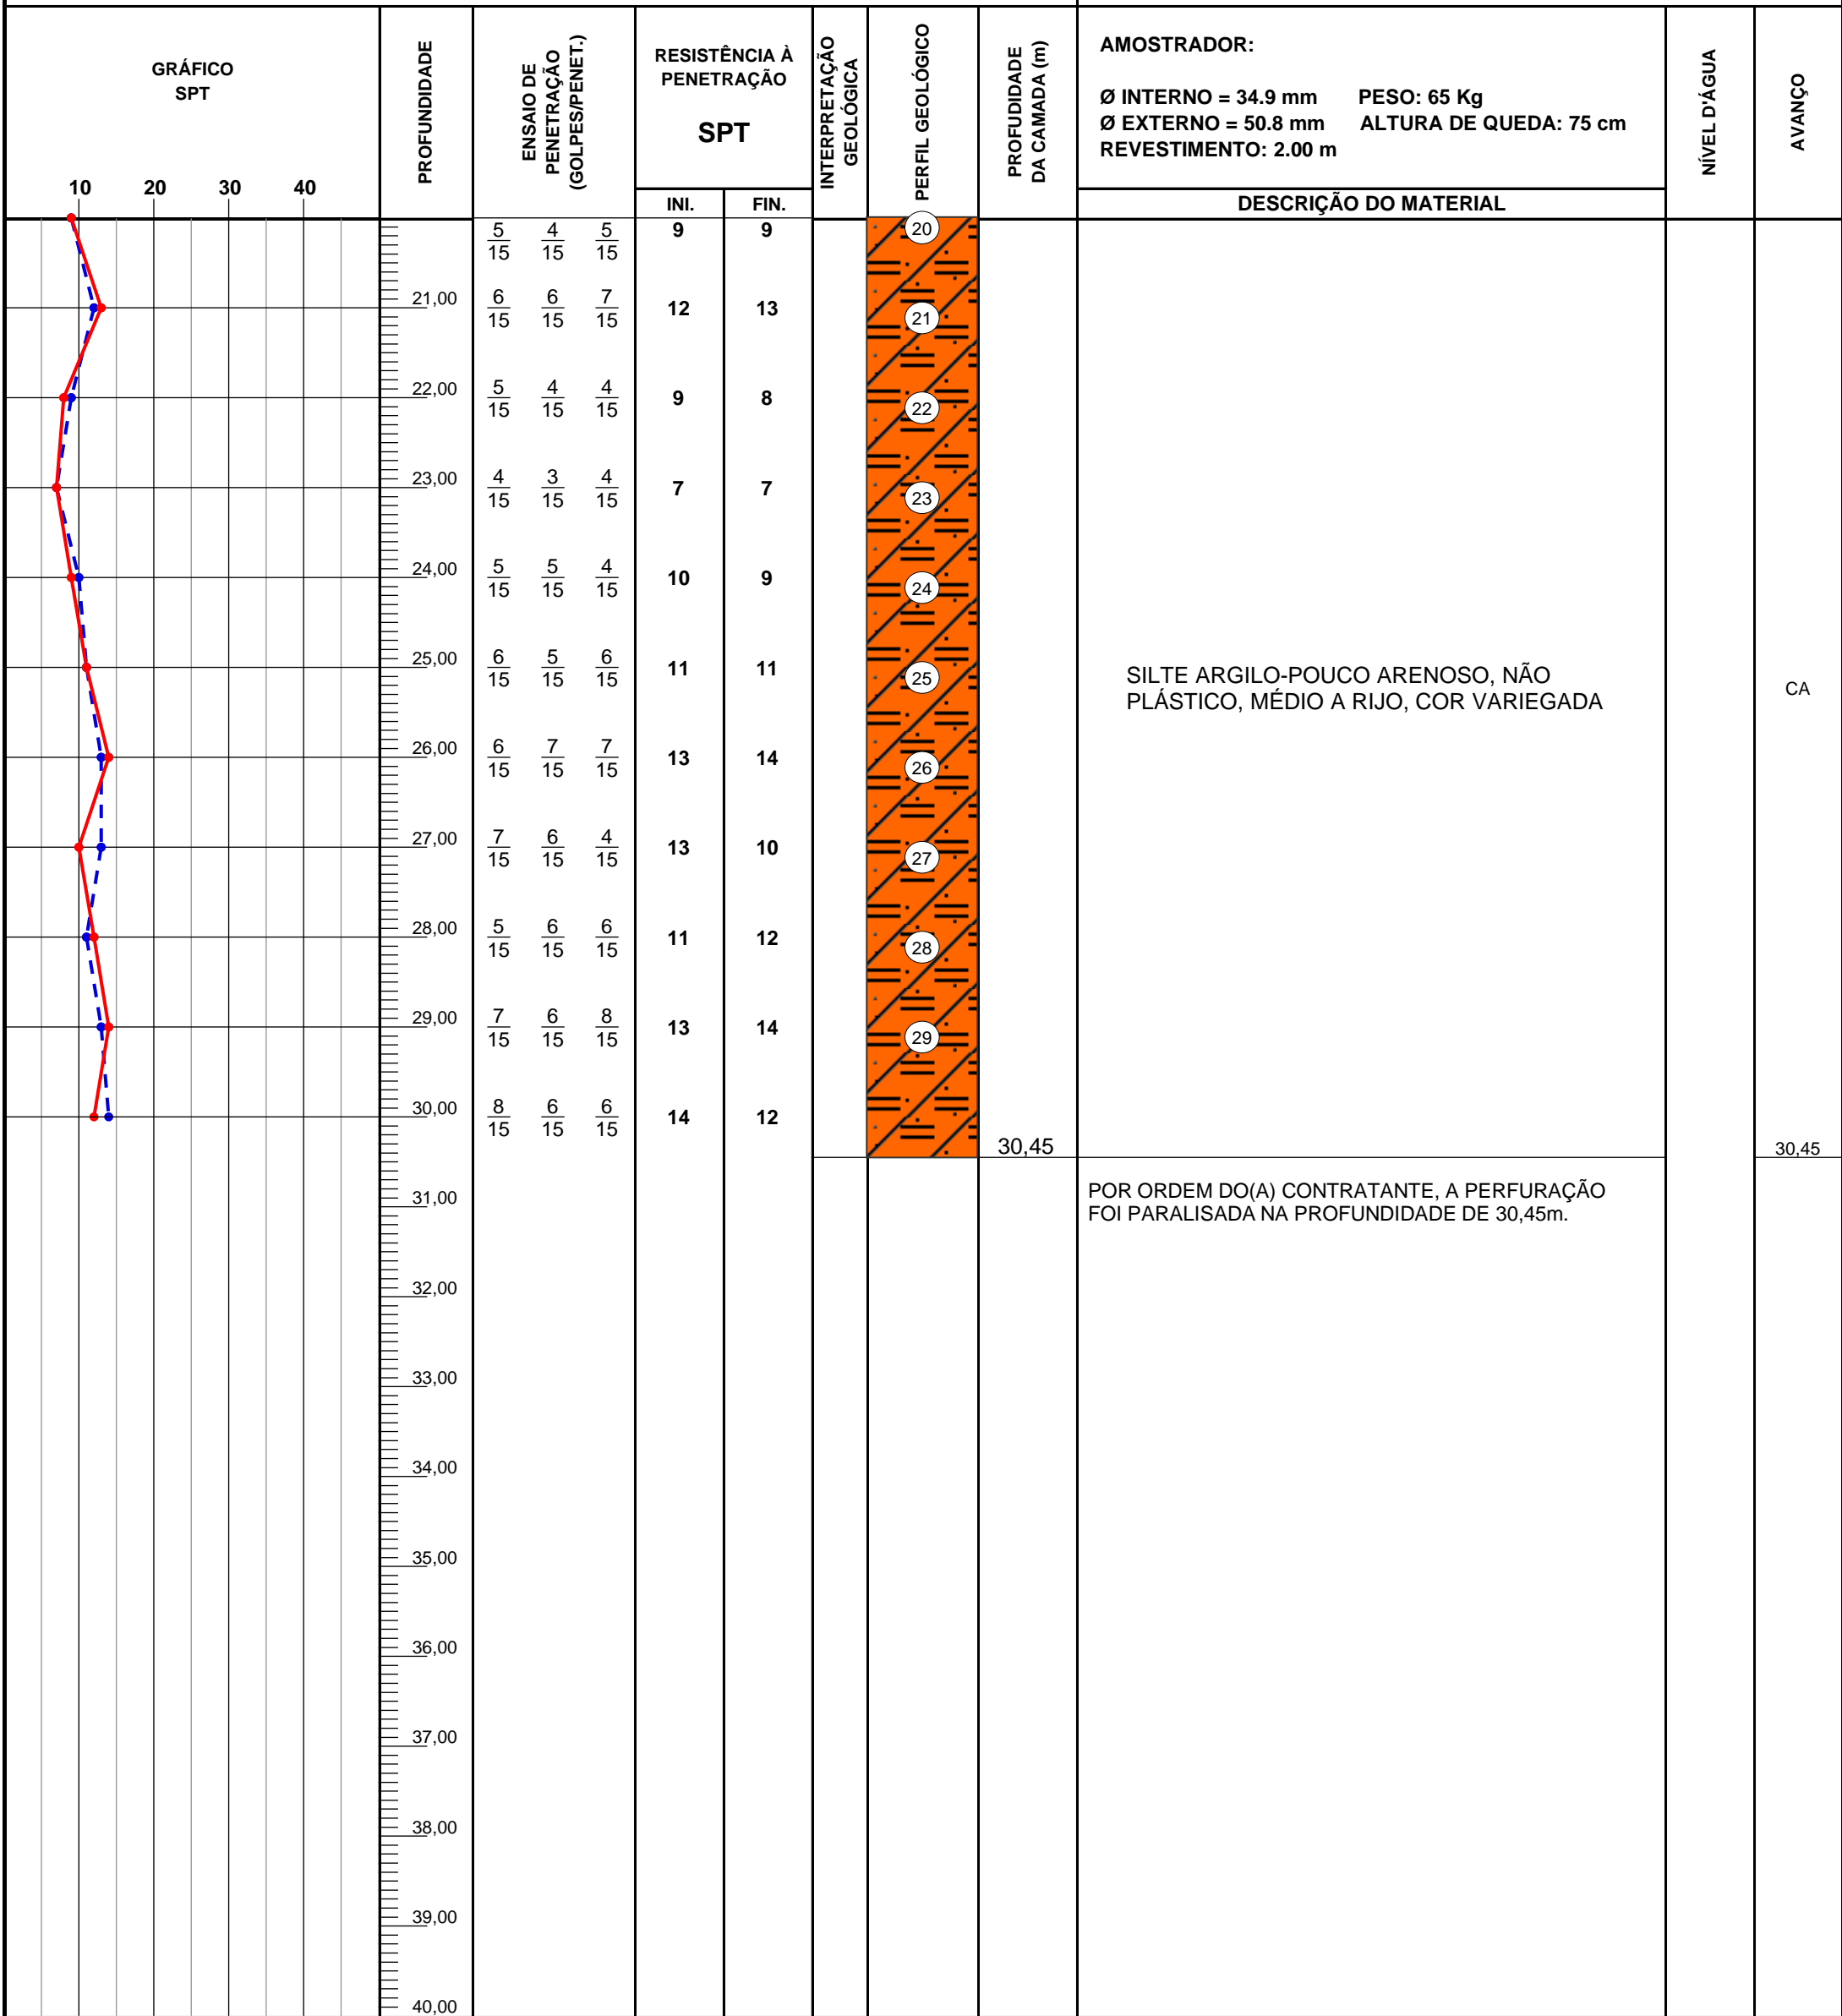 GRÁFICO
SPT
10 20 30 40
PROFUNDIDADE
ENSAIO DE
PENETRAÇÃO
(GOLPES/PENET.)
RESISTÊNCIA À
PENETRAÇÃO
SPT
INI. FIN.
INTERPRETAÇÃO
GEOLÓGICA
PERFIL GEOLÓGICO
PROFUDIDADE
DA CAMADA (m)
AMOSTRADOR:
Ø INTERNO = 34.9 mm PESO: 65 Kg
Ø EXTERNO = 50.8 mm ALTURA DE QUEDA: 75 cm
REVESTIMENTO: 2.00 m
DESCRIÇÃO DO MATERIAL
NÍVEL D'ÁGUA
AVANÇO
5/15 4/15 5/15 9 9 20
21,00 6/15 6/15 7/15 12 13 21
22,00 5/15 4/15 4/15 9 8 22
23,00 4/15 3/15 4/15 7 7 23
24,00 5/15 5/15 4/15 10 9 24
25,00 6/15 5/15 6/15 11 11 25
SILTE ARGILO-POUCO ARENOSO, NÃO
PLÁSTICO, MÉDIO A RIJO, COR VARIEGADA
CA
26,00 6/15 7/15 7/15 13 14 26
27,00 7/15 6/15 4/15 13 10 27
28,00 5/15 6/15 6/15 11 12 28
29,00 7/15 6/15 8/15 13 14 29
30,00 8/15 6/15 6/15 14 12
30,45 30,45
POR ORDEM DO(A) CONTRATANTE, A PERFURAÇÃO
FOI PARALISADA NA PROFUNDIDADE DE 30,45m.
31,00
32,00
33,00
34,00
35,00
36,00
37,00
38,00
39,00
40,00